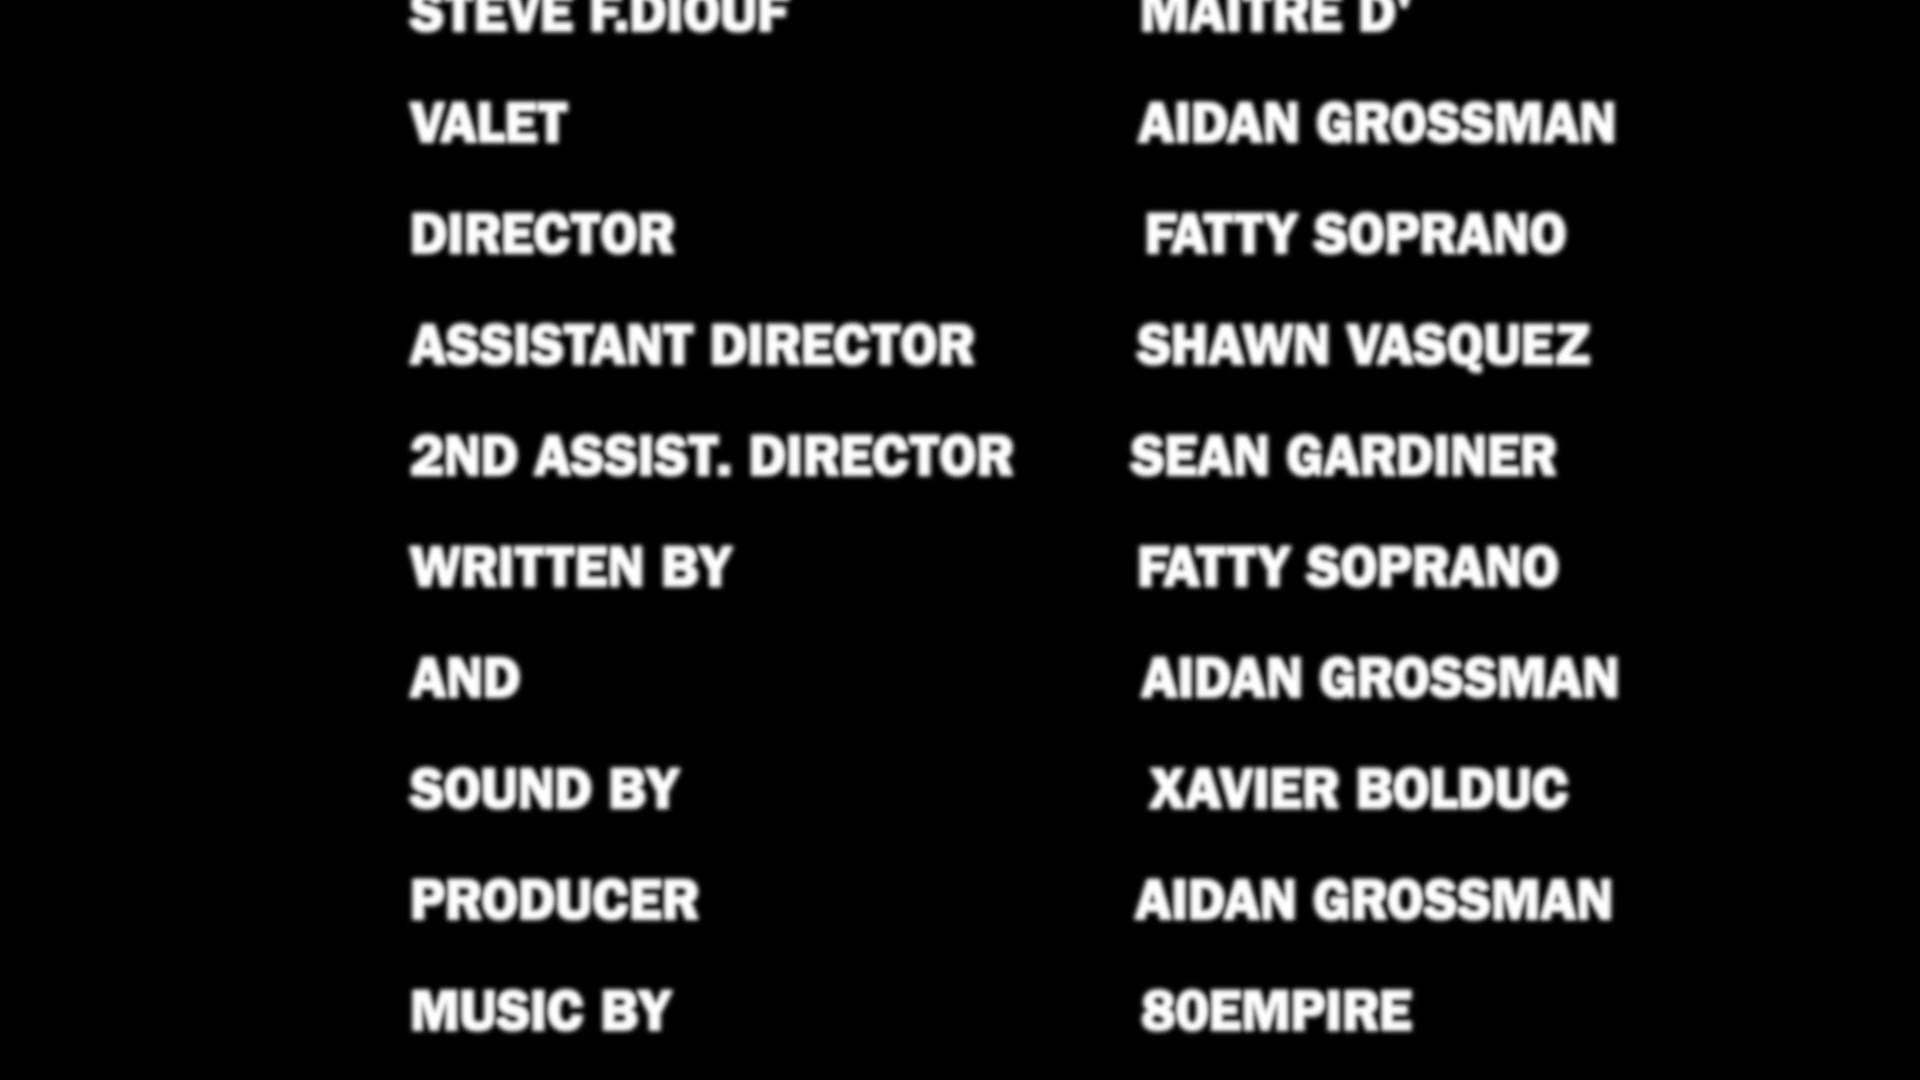 STEVE F.DIOUF MAITRE D'
VALET AIDAN GROSSMAN
DIRECTOR FATTY SOPRANO
ASSISTANT DIRECTOR SHAWN VASQUEZ
2ND ASSIST. DIRECTOR SEAN GARDINER
WRITTEN BY FATTY SOPRANO
AND AIDAN GROSSMAN
SOUND BY XAVIER BOLDUC
PRODUCER AIDAN GROSSMAN
MUSIC BY 80EMPIRE